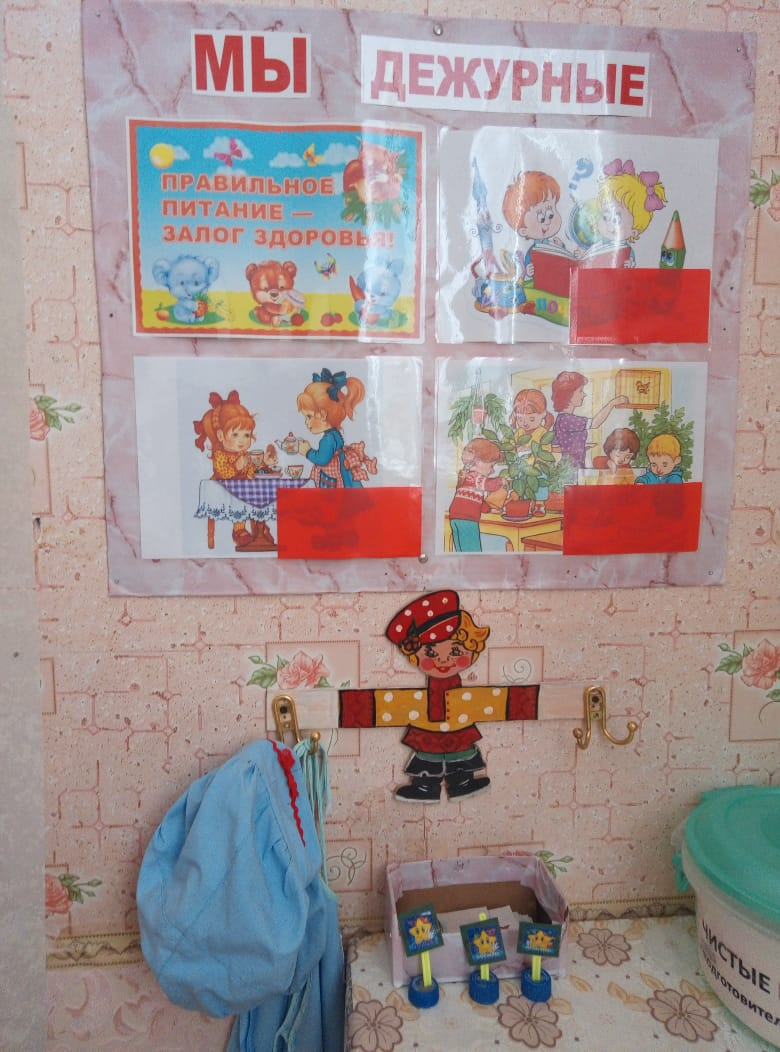 МЫ ДЕЖУРНЫЕ
ПРАВИЛЬНОЕ
ПИТАНИЕ —
ЗАЛОГ ЗДОРОВЬЯ!
?
ЧИСТЫЕ